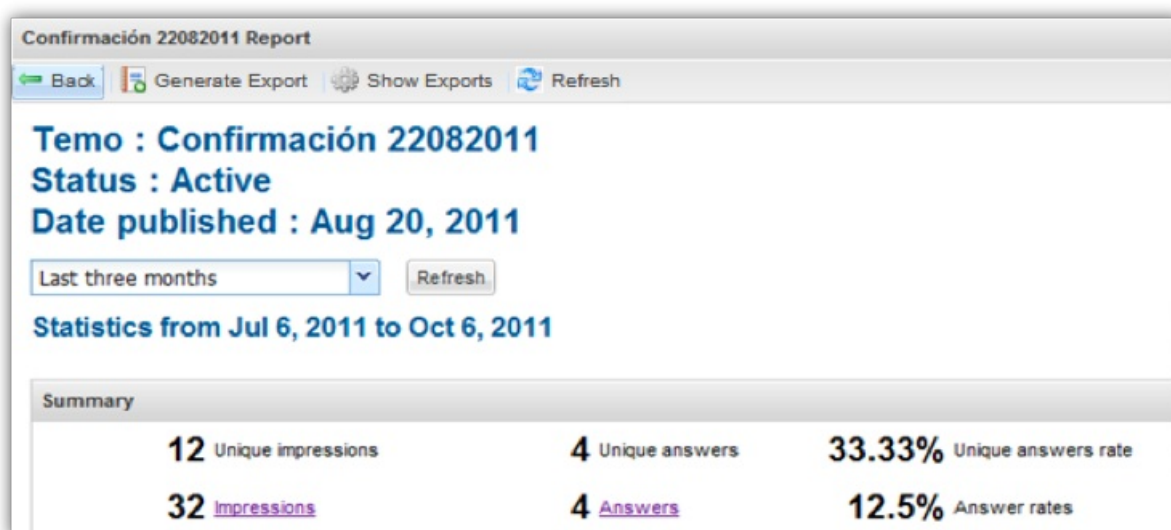 Confirmación 22082011 Report
Back Generate Export Show Exports Refresh
Temo : Confirmación 22082011
Status : Active
Date published : Aug 20, 2011
Last three months Refresh
Statistics from Jul 6, 2011 to Oct 6, 2011
Summary
12 Unique impressions 4 Unique answers 33.33% Unique answers rate
32 Impressions 4 Answers 12.5% Answer rates